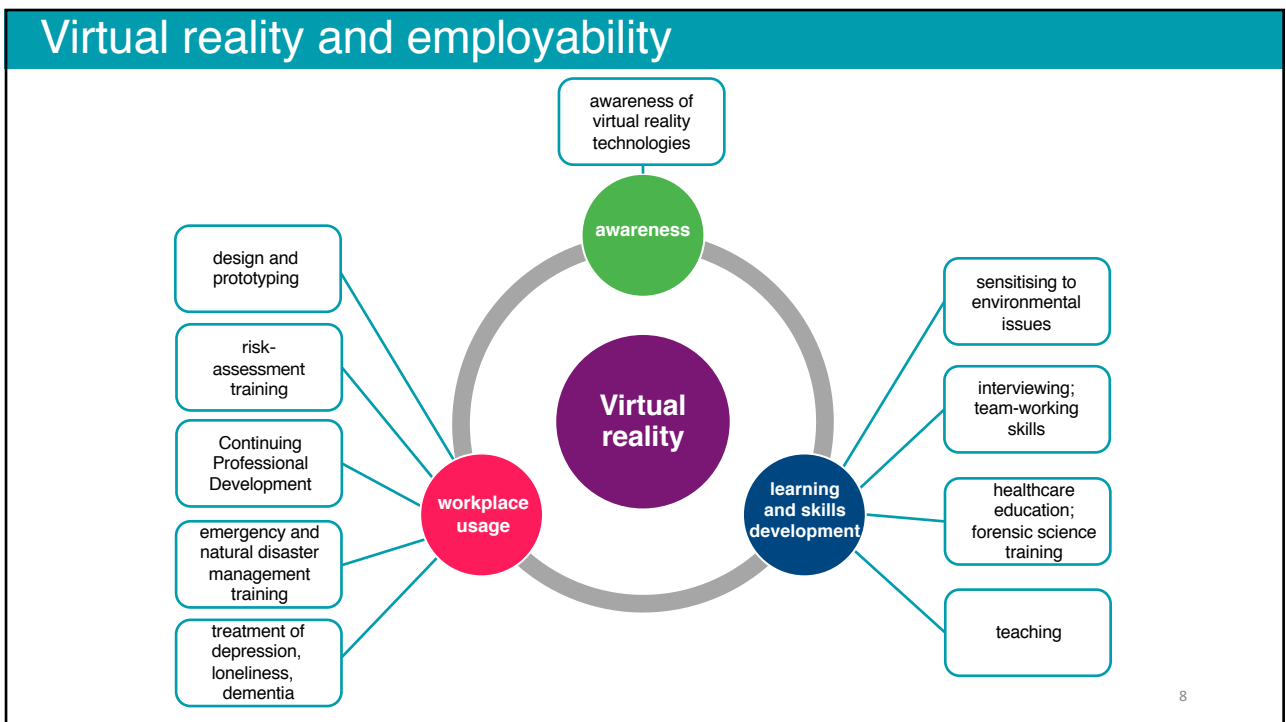 Virtual reality and employability
awareness of
virtual reality
technologies
awareness
design and
prototyping
risk-
assessment
training
Continuing
Professional
Development
emergency and
natural disaster
management
training
treatment of
depression,
loneliness,
dementia
workplace
usage
Virtual
reality
learning
and skills
development
sensitising to
environmental
issues
interviewing;
team-working
skills
healthcare
education;
forensic science
training
teaching
8